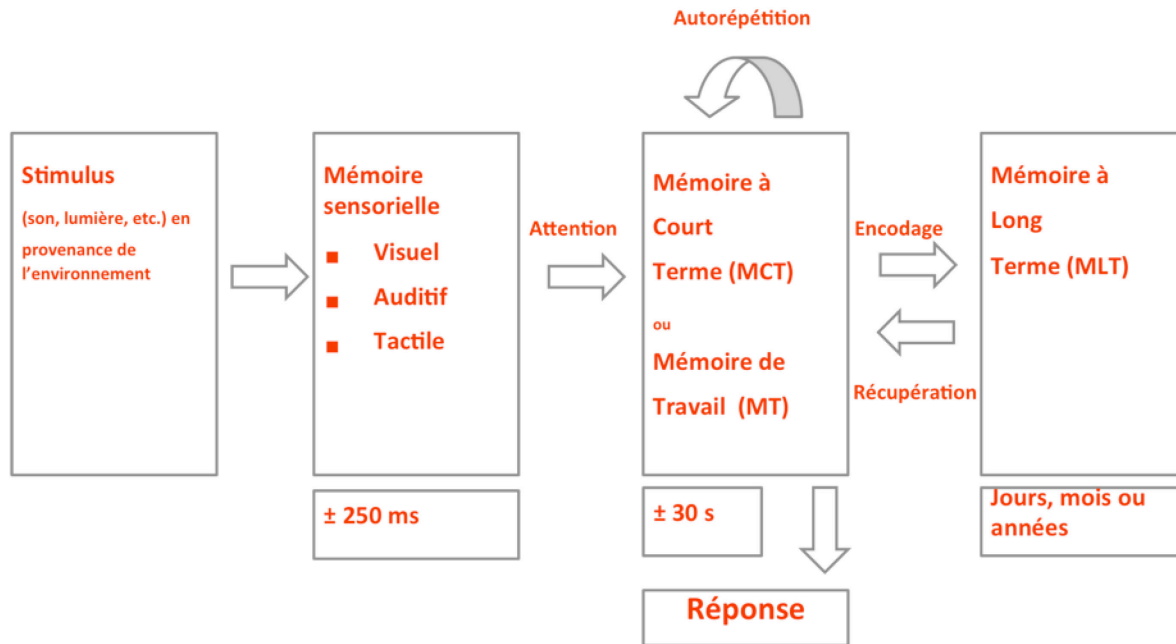 Autorépétition
Stimulus
(son, lumière, etc.) en
provenance de
l'environnement
Mémoire
sensorielle
▪ Visuel
▪ Auditif
▪ Tactile
Attention
Mémoire à
Court
Terme (MCT)
ou
Mémoire de
Travail (MT)
Encodage
Récupération
Mémoire à
Long
Terme (MLT)
± 250 ms
± 30 s
Jours, mois ou
années
Réponse